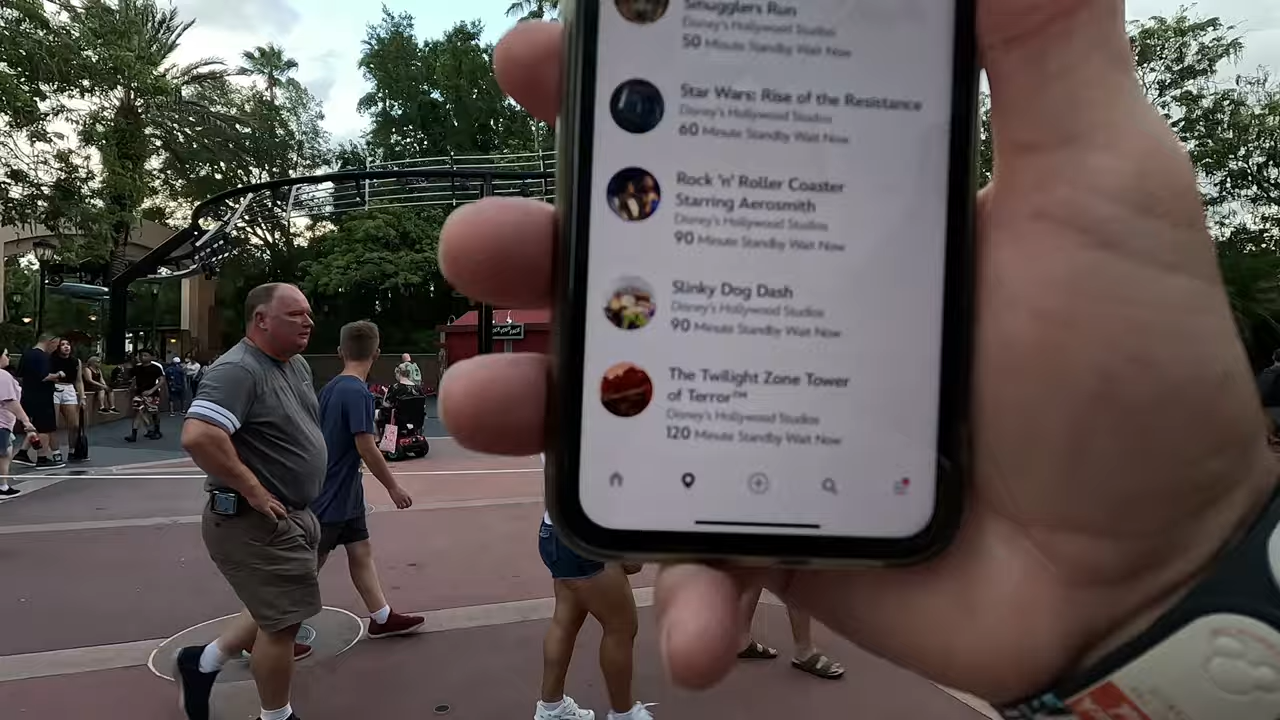 Smugglers Run
Disney's Hollywood Studios
50 Minute Standby Wait Now
Star Wars: Rise of the Resistance
Disney's Hollywood Studios
60 Minute Standby Wait Now
Rock 'n' Roller Coaster
Starring Aerosmith
Disney's Hollywood Studios
90 Minute Standby Wait Now
Slinky Dog Dash
Disney's Hollywood Studios
90 Minute Standby Wait Now
The Twilight Zone Tower
of Terror™
Disney's Hollywood Studios
120 Minute Standby Wait Now